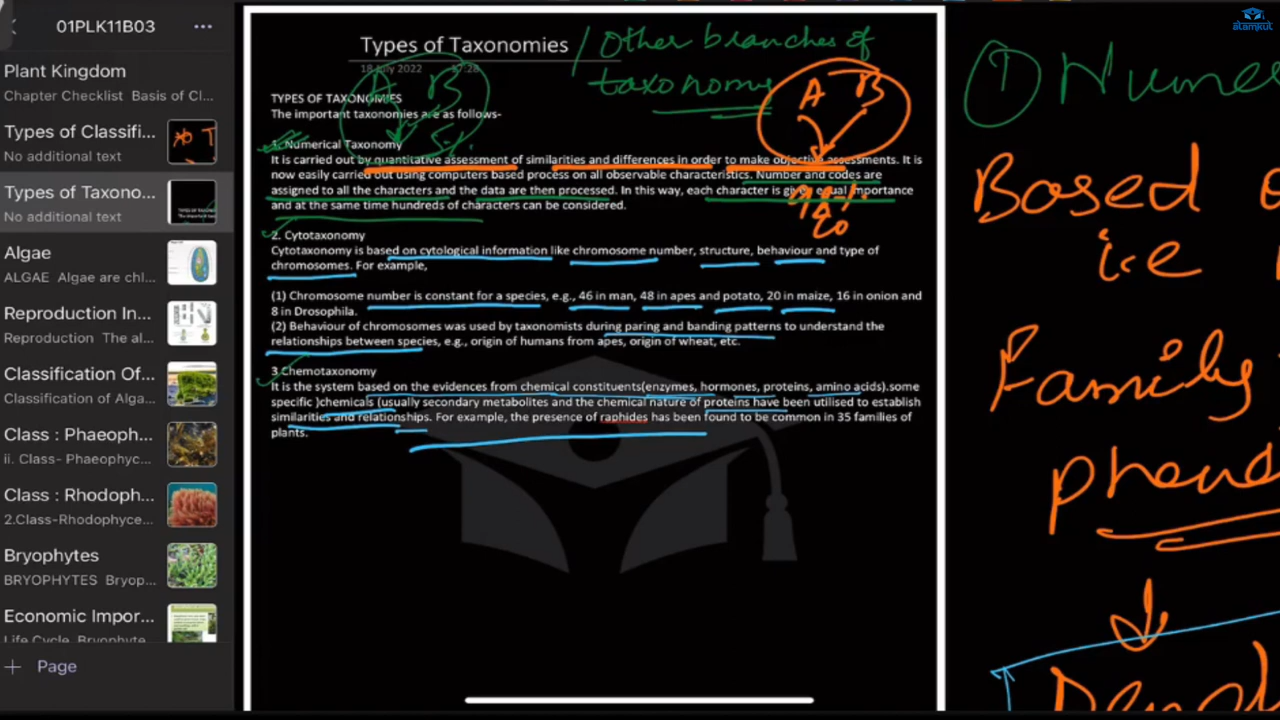 01PLK11B03
Plant Kingdom
Chapter Checklist Basis of Cl...
Types of Classifi...
No additional text
Types of Taxono...
No additional text
Algae
ALGAE Algae are chl...
Reproduction In...
Reproduction The al...
Classification Of...
Classification of Alga...
Class : Phaeoph...
ii. Class- Phaeophyc...
Class : Rhodoph...
2.Class-Rhodophyce...
Bryophytes
BRYOPHYTES Bryop...
Economic Impor...
Life Cycle, Bryophyte
+ Page
Types of Taxonomies
/ Other branches of
taxonomy
18 July 2022 17:28
A B
5%
A B
TYPES OF TAXONOMIES
The important taxonomies are as follows-
1. Numerical Taxonomy
It is carried out by quantitative assessment of similarities and differences in order to make objective assessments. It is
now easily carried out using computers based process on all observable characteristics. Number and codes are
assigned to all the characters and the data are then processed. In this way, each character is given equal importance
and at the same time hundreds of characters can be considered.
2. Cytotaxonomy
Cytotaxonomy is based on cytological information like chromosome number, structure, behaviour and type of
chromosomes. For example,
(1) Chromosome number is constant for a species, e.g., 46 in man, 48 in apes and potato, 20 in maize, 16 in onion and
8 in Drosophila.
(2) Behaviour of chromosomes was used by taxonomists during paring and banding patterns to understand the
relationships between species, e.g., origin of humans from apes, origin of wheat, etc.
3.Chemotaxonomy
It is the system based on the evidences from chemical constituents(enzymes, hormones, proteins, amino acids).some
specific )chemicals (usually secondary metabolites and the chemical nature of proteins have been utilised to establish
similarities and relationships. For example, the presence of raphides has been found to be common in 35 families of
plants.
1 Nume
Based
i.e
Family
pheno
alamkul